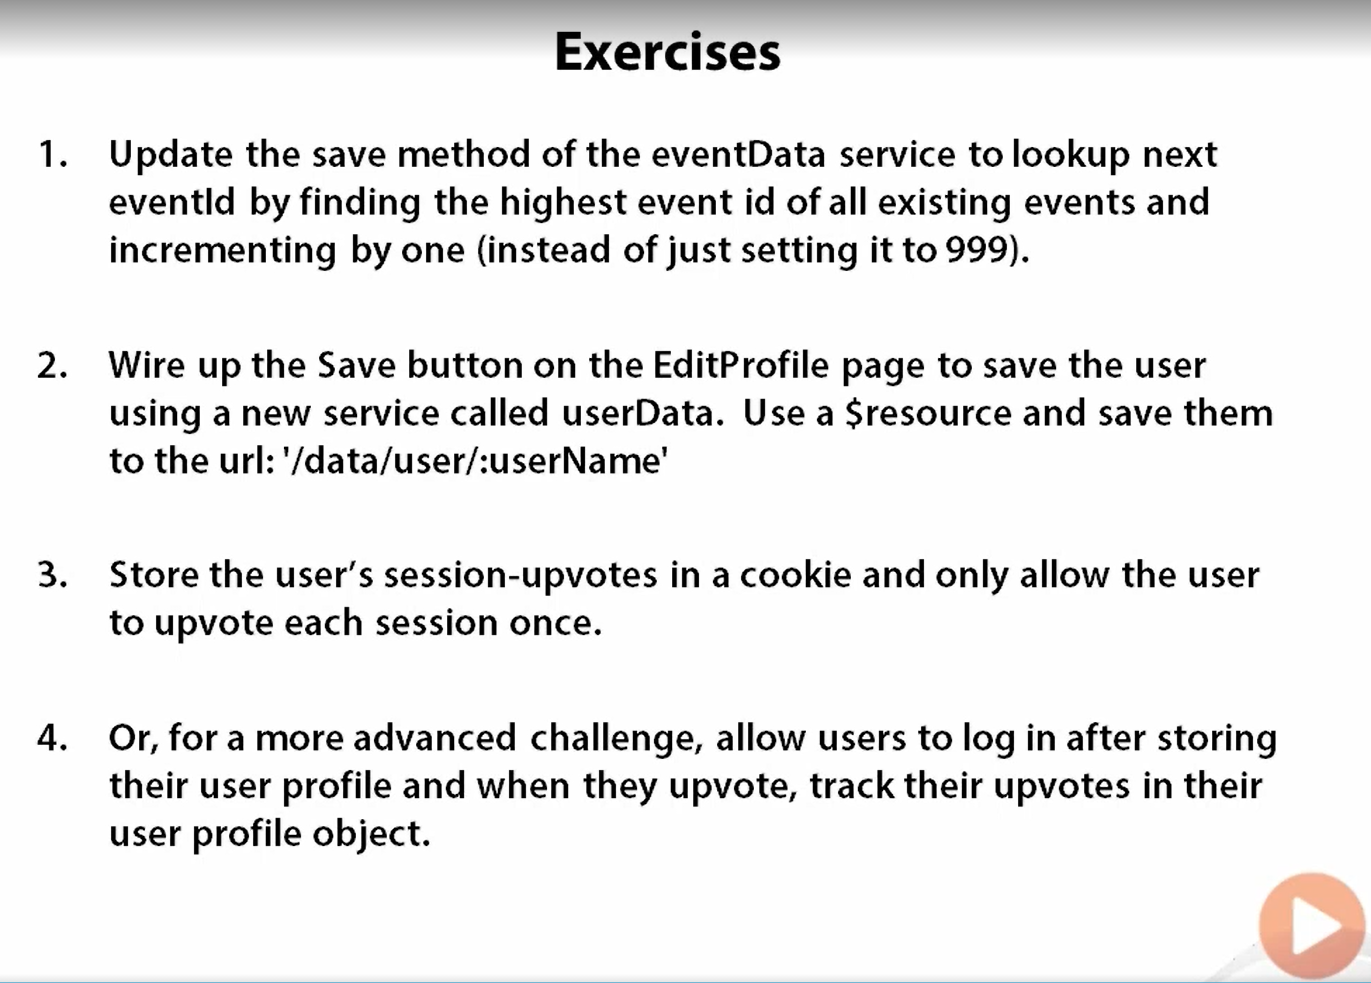 Exercises
1. Update the save method of the eventData service to lookup next
eventId by finding the highest event id of all existing events and
incrementing by one (instead of just setting it to 999).
2. Wire up the Save button on the EditProfile page to save the user
using a new service called userData. Use a $resource and save them
to the url: '/data/user/:userName'
3. Store the user’s session-upvotes in a cookie and only allow the user
to upvote each session once.
4. Or, for a more advanced challenge, allow users to log in after storing
their user profile and when they upvote, track their upvotes in their
user profile object.